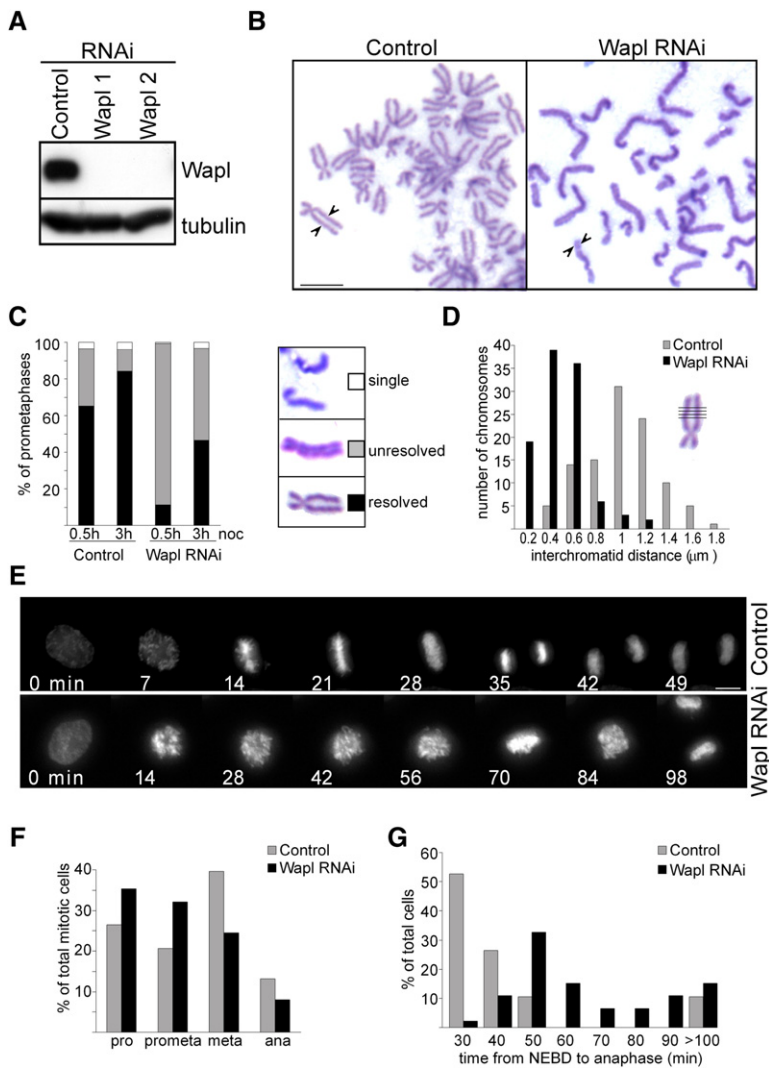 A
RNAi
Control
Wapl 1
Wapl 2
Wapl
tubulin
B
Control
Wapl RNAi
C
% of prometaphases
100
80
60
40
20
0.5h 3h 0.5h 3h noc
Control Wapl RNAi
single
unresolved
resolved
D
number of chromosomes
40
35
30
25
20
15
10
5
Control
Wapl RNAi
0.2 0.4 0.6 0.8 1 1.2 1.4 1.6 1.8
interchromatid distance (μm )
E
0 min 7 14 21 28 35 42 49
Control
0 min 14 28 42 56 70 84 98
Wapl RNAi
F
Control
Wapl RNAi
% of total mitotic cells
40
30
20
10
pro prometa meta ana
G
Control
Wapl RNAi
% of total cells
60
50
40
30
20
10
30 40 50 60 70 80 90 >100
time from NEBD to anaphase (min)